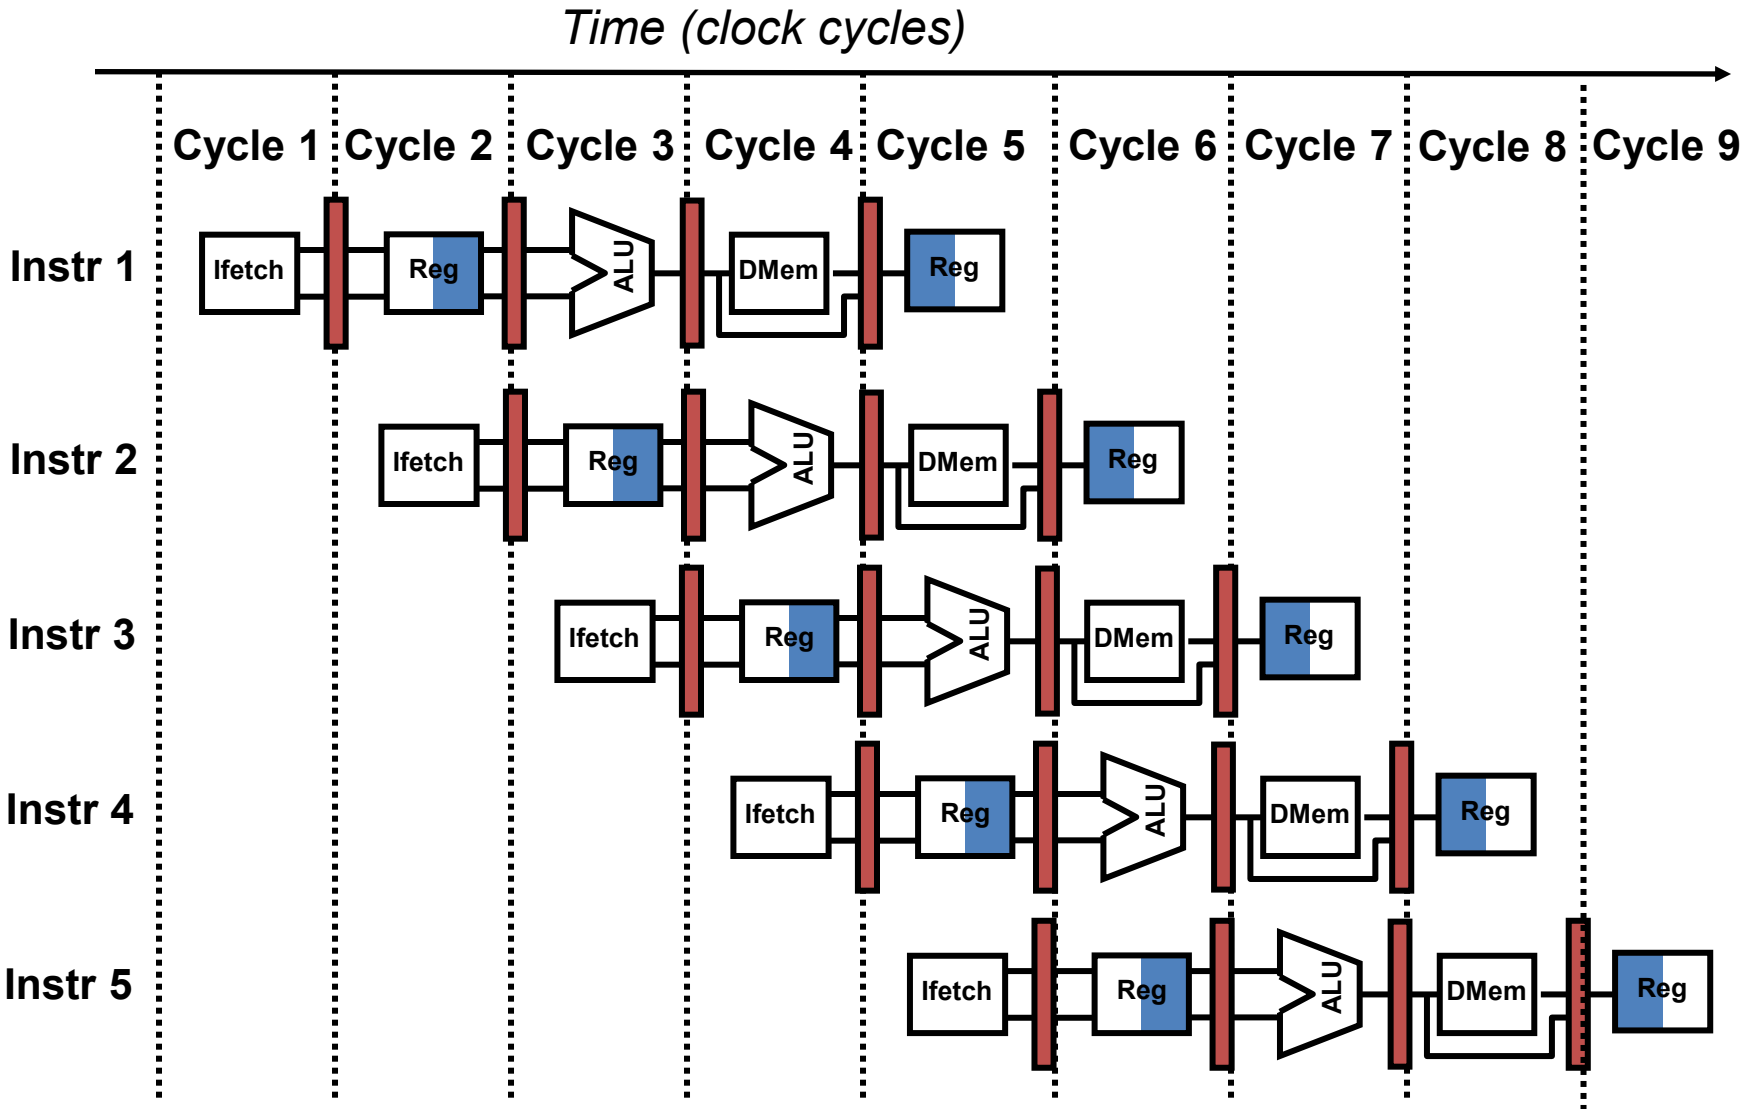 Time (clock cycles)
Cycle 1 Cycle 2 Cycle 3 Cycle 4 Cycle 5 Cycle 6 Cycle 7 Cycle 8 Cycle 9
Instr 1 Ifetch Reg ALU DMem Reg
Instr 2 Ifetch Reg ALU DMem Reg
Instr 3 Ifetch Reg ALU DMem Reg
Instr 4 Ifetch Reg ALU DMem Reg
Instr 5 Ifetch Reg ALU DMem Reg